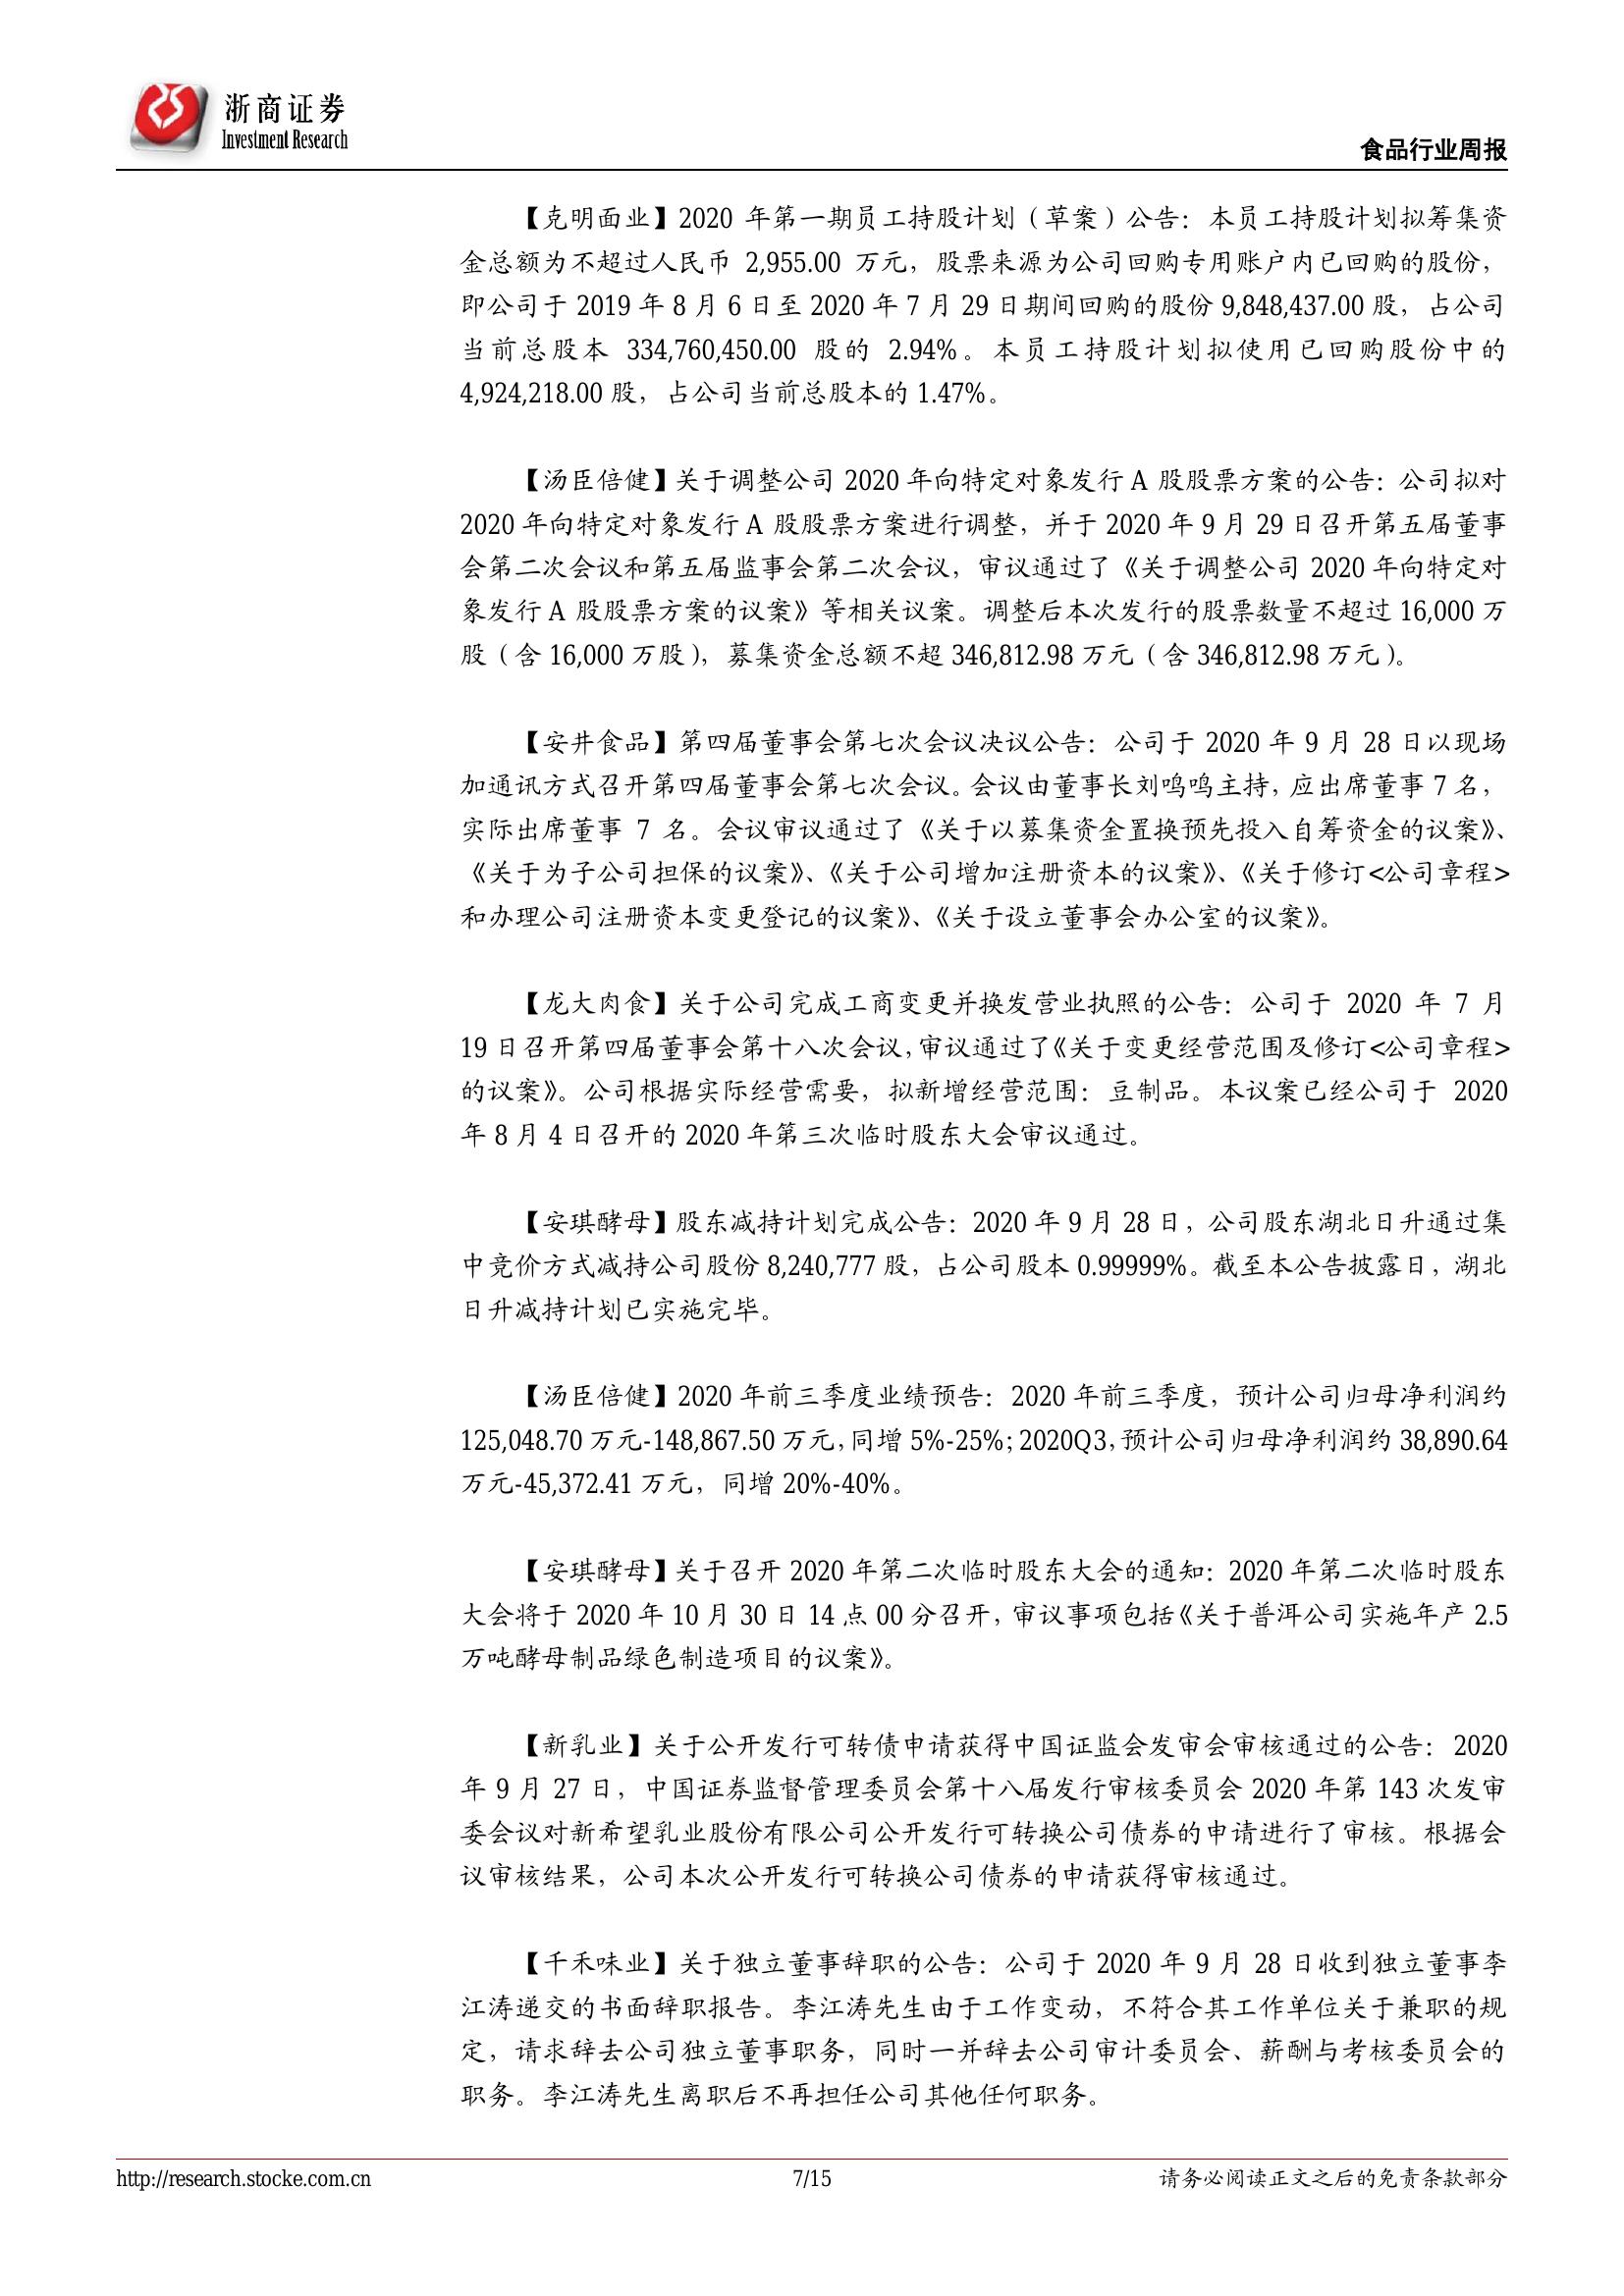 浙商证券
Investment Research
食品行业周报
【克明面业】2020 年第一期员工持股计划（草案）公告：本员工持股计划拟筹集资
金总额为不超过人民币 2,955.00 万元，股票来源为公司回购专用账户内已回购的股份，
即公司于 2019 年 8 月 6 日至 2020 年 7 月 29 日期间回购的股份 9,848,437.00 股，占公司
当前总股本 334,760,450.00 股的 2.94%。本员工持股计划拟使用已回购股份中的
4,924,218.00 股，占公司当前总股本的 1.47%。
【汤臣倍健】关于调整公司 2020 年向特定对象发行 A 股股票方案的公告：公司拟对
2020 年向特定对象发行 A 股股票方案进行调整，并于 2020 年 9 月 29 日召开第五届董事
会第二次会议和第五届监事会第二次会议，审议通过了《关于调整公司 2020 年向特定对
象发行 A 股股票方案的议案》等相关议案。调整后本次发行的股票数量不超过 16,000 万
股（含 16,000 万股），募集资金总额不超 346,812.98 万元（含 346,812.98 万元）。
【安井食品】第四届董事会第七次会议决议公告：公司于 2020 年 9 月 28 日以现场
加通讯方式召开第四届董事会第七次会议。会议由董事长刘鸣鸣主持，应出席董事 7 名，
实际出席董事 7 名。会议审议通过了《关于以募集资金置换预先投入自筹资金的议案》、
《关于为子公司担保的议案》、《关于公司增加注册资本的议案》、《关于修订<公司章程>
和办理公司注册资本变更登记的议案》、《关于设立董事会办公室的议案》。
【龙大肉食】关于公司完成工商变更并换发营业执照的公告：公司于 2020 年 7 月
19 日召开第四届董事会第十八次会议，审议通过了《关于变更经营范围及修订<公司章程>
的议案》。公司根据实际经营需要，拟新增经营范围：豆制品。本议案已经公司于 2020
年 8 月 4 日召开的 2020 年第三次临时股东大会审议通过。
【安琪酵母】股东减持计划完成公告：2020 年 9 月 28 日，公司股东湖北日升通过集
中竞价方式减持公司股份 8,240,777 股，占公司股本 0.99999%。截至本公告披露日，湖北
日升减持计划已实施完毕。
【汤臣倍健】2020 年前三季度业绩预告：2020 年前三季度，预计公司归母净利润约
125,048.70 万元-148,867.50 万元，同增 5%-25%；2020Q3，预计公司归母净利润约 38,890.64
万元-45,372.41 万元，同增 20%-40%。
【安琪酵母】关于召开 2020 年第二次临时股东大会的通知：2020 年第二次临时股东
大会将于 2020 年 10 月 30 日 14 点 00 分召开，审议事项包括《关于普洱公司实施年产 2.5
万吨酵母制品绿色制造项目的议案》。
【新乳业】关于公开发行可转债申请获得中国证监会发审会审核通过的公告：2020
年 9 月 27 日，中国证券监督管理委员会第十八届发行审核委员会 2020 年第 143 次发审
委会议对新希望乳业股份有限公司公开发行可转换公司债券的申请进行了审核。根据会
议审核结果，公司本次公开发行可转换公司债券的申请获得审核通过。
【千禾味业】关于独立董事辞职的公告：公司于 2020 年 9 月 28 日收到独立董事李
江涛递交的书面辞职报告。李江涛先生由于工作变动，不符合其工作单位关于兼职的规
定，请求辞去公司独立董事职务，同时一并辞去公司审计委员会、薪酬与考核委员会的
职务。李江涛先生离职后不再担任公司其他任何职务。
http://research.stocke.com.cn
7/15
请务必阅读正文之后的免责条款部分